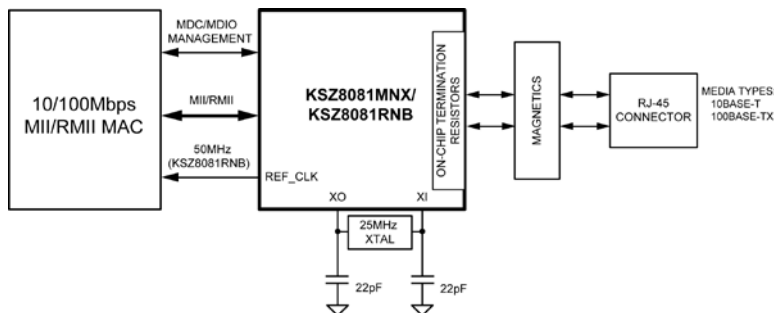 MDC/MDIO
MANAGEMENT
10/100Mbps
MII/RMII MAC
MII/RMII
50MHz
(KSZ8081RNB)
KSZ8081MNX/
KSZ8081RNB
REF_CLK
XO
XI
ON-CHIP TERMINATION
RESISTORS
MAGNETICS
RJ-45
CONNECTOR
MEDIA TYPES:
10BASE-T
100BASE-TX
25MHz
XTAL
22pF
22pF